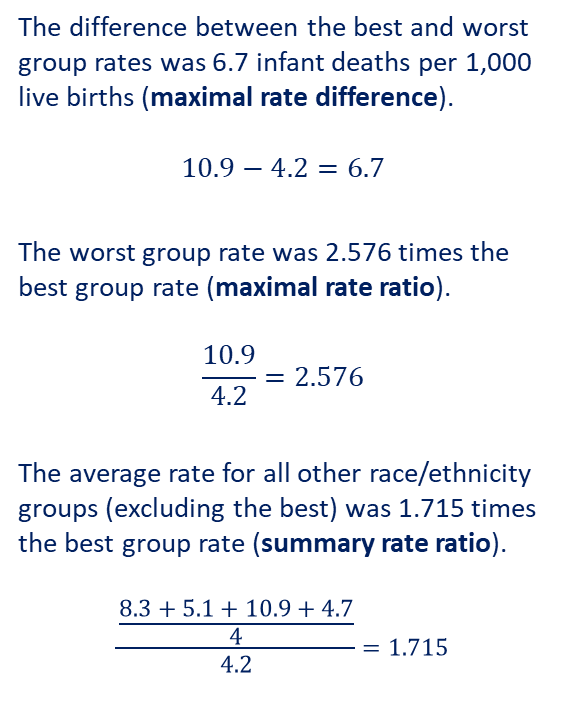 The difference between the best and worst
group rates was 6.7 infant deaths per 1,000
live births (maximal rate difference).
10.9 − 4.2 = 6.7
The worst group rate was 2.576 times the
best group rate (maximal rate ratio).
10.9
4.2
= 2.576
The average rate for all other race/ethnicity
groups (excluding the best) was 1.715 times
the best group rate (summary rate ratio).
8.3 + 5.1 + 10.9 + 4.7
4
4.2
= 1.715